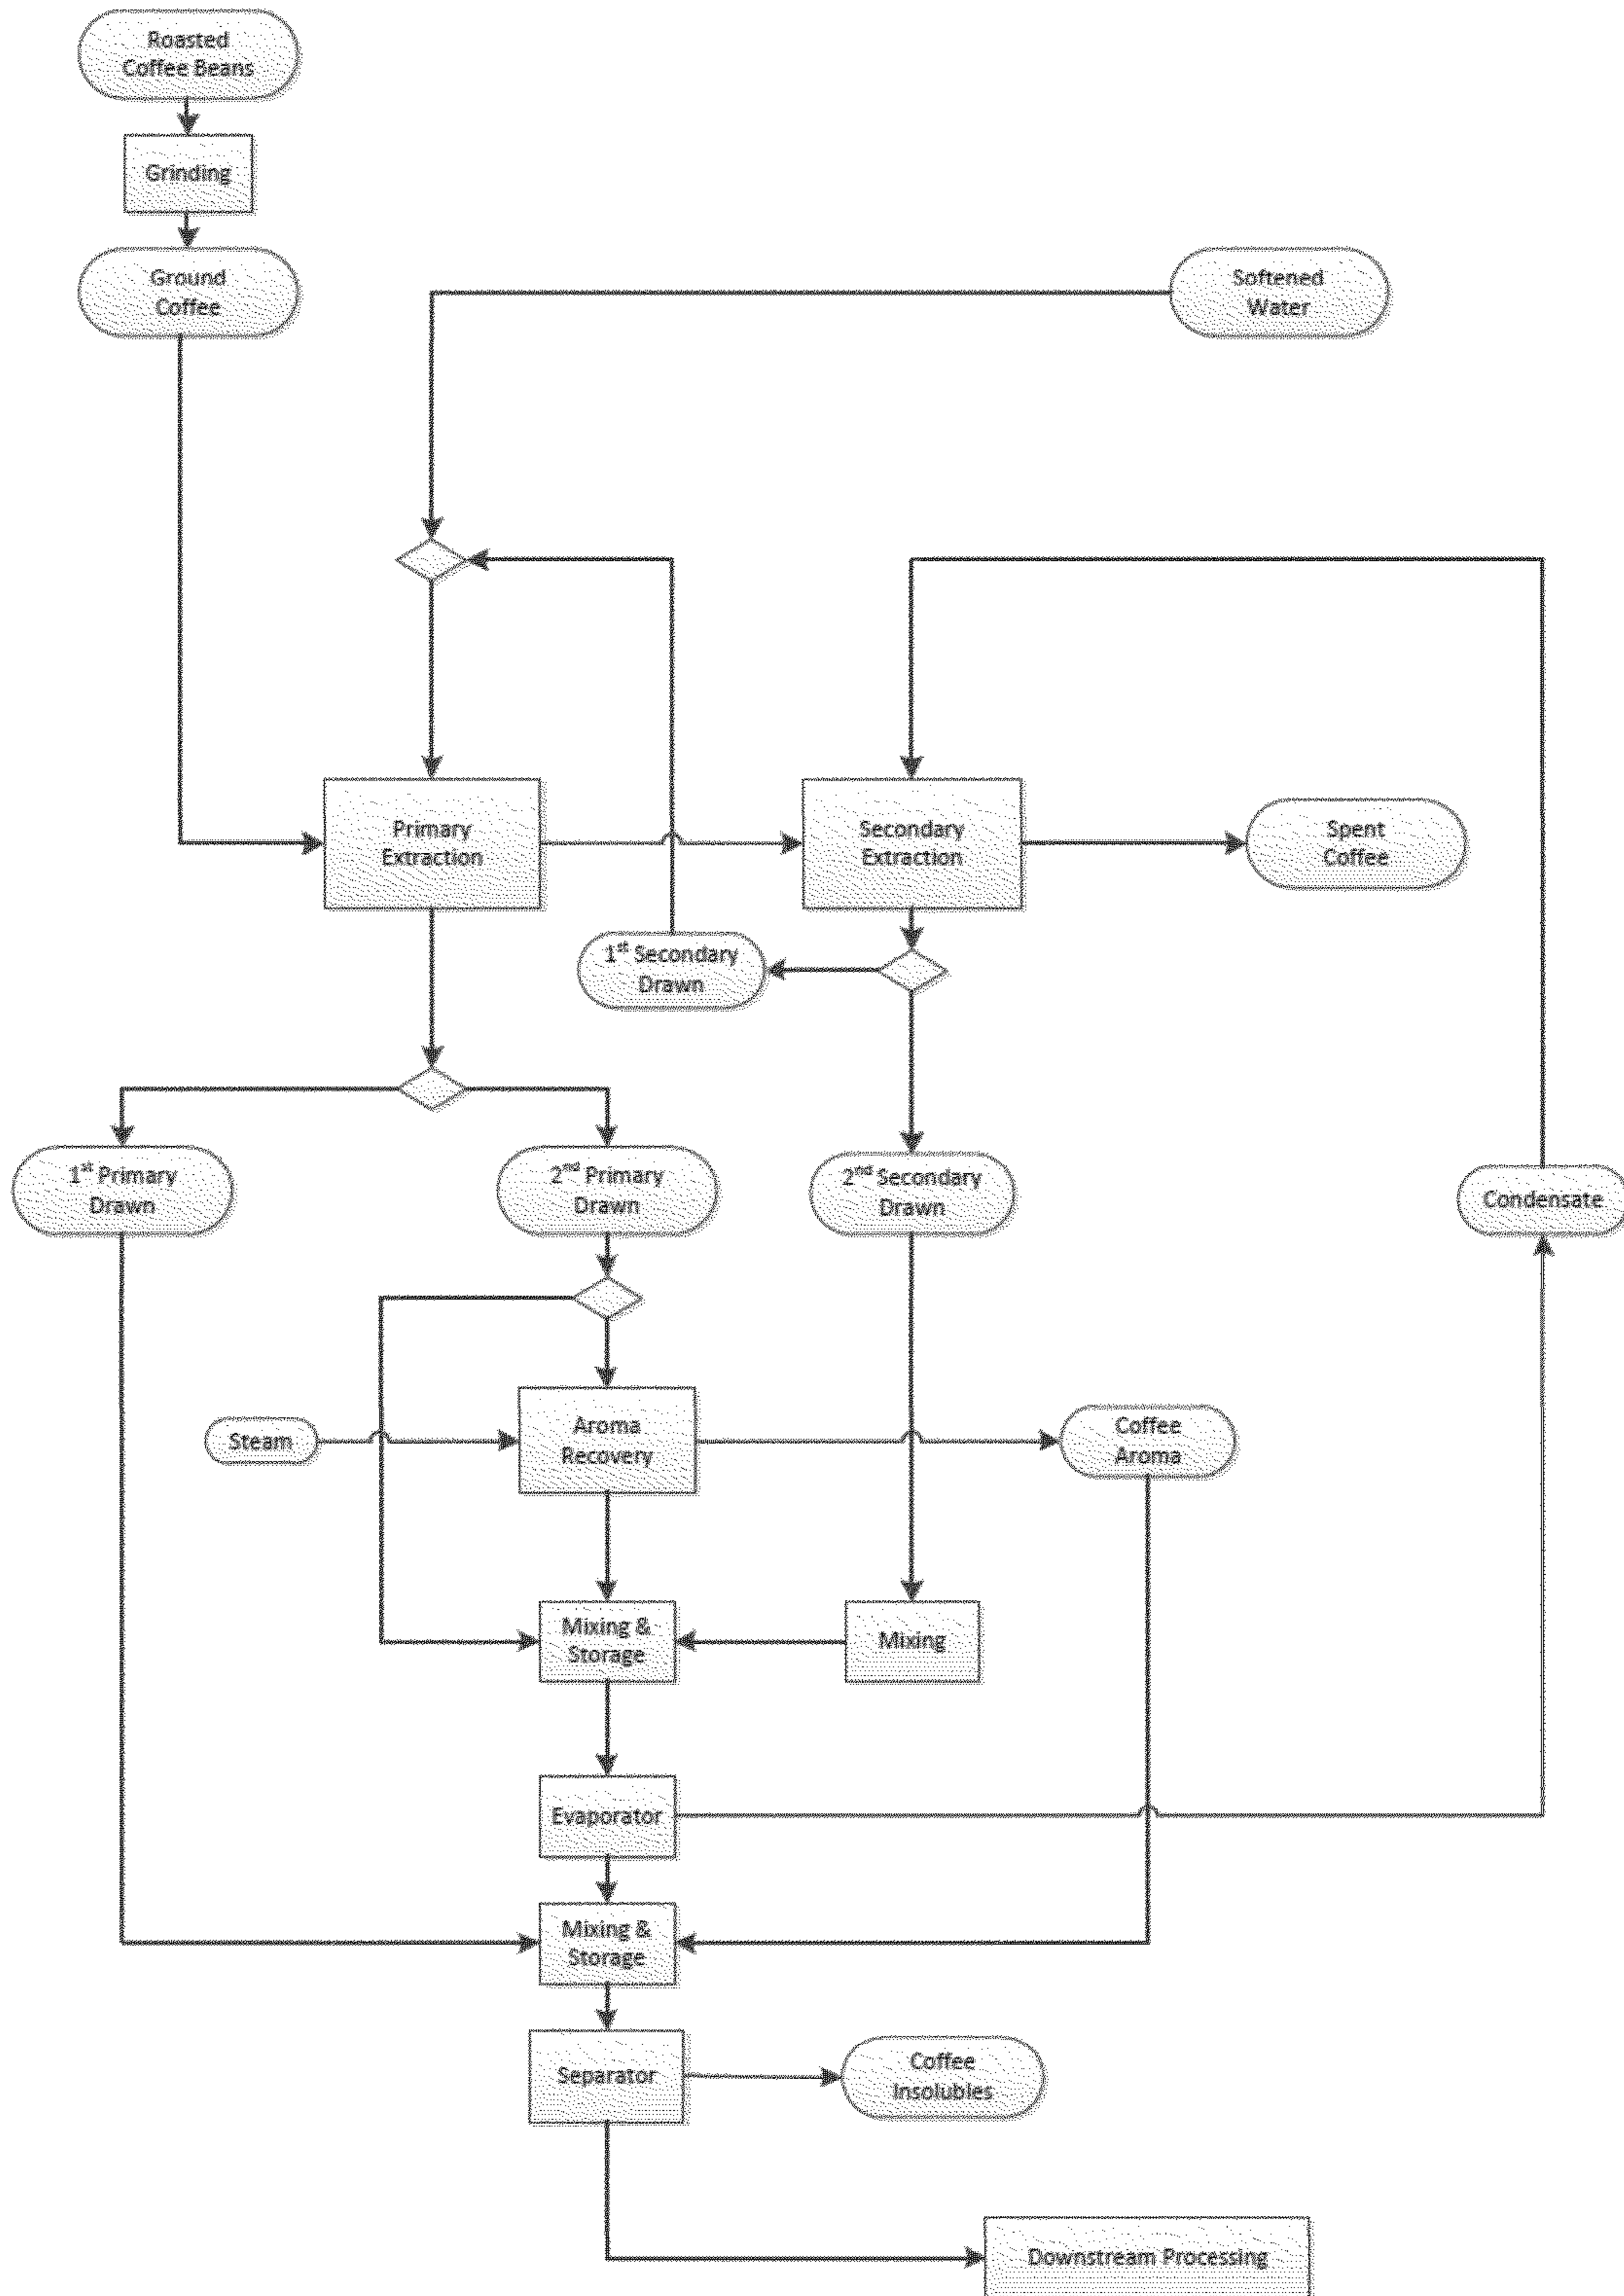 Roasted
Coffee Beans
Grinding
Ground
Coffee
Softened
Water
Primary
Extraction
Secondary
Extraction
Spent
Coffee
1st Secondary
Drawn
1st Primary
Drawn
2nd Primary
Drawn
2nd Secondary
Drawn
Condensate
Steam
Aroma
Recovery
Coffee
Aroma
Mixing &
Storage
Mixing
Evaporator
Mixing &
Storage
Separator
Coffee
Insolubles
Downstream Processing